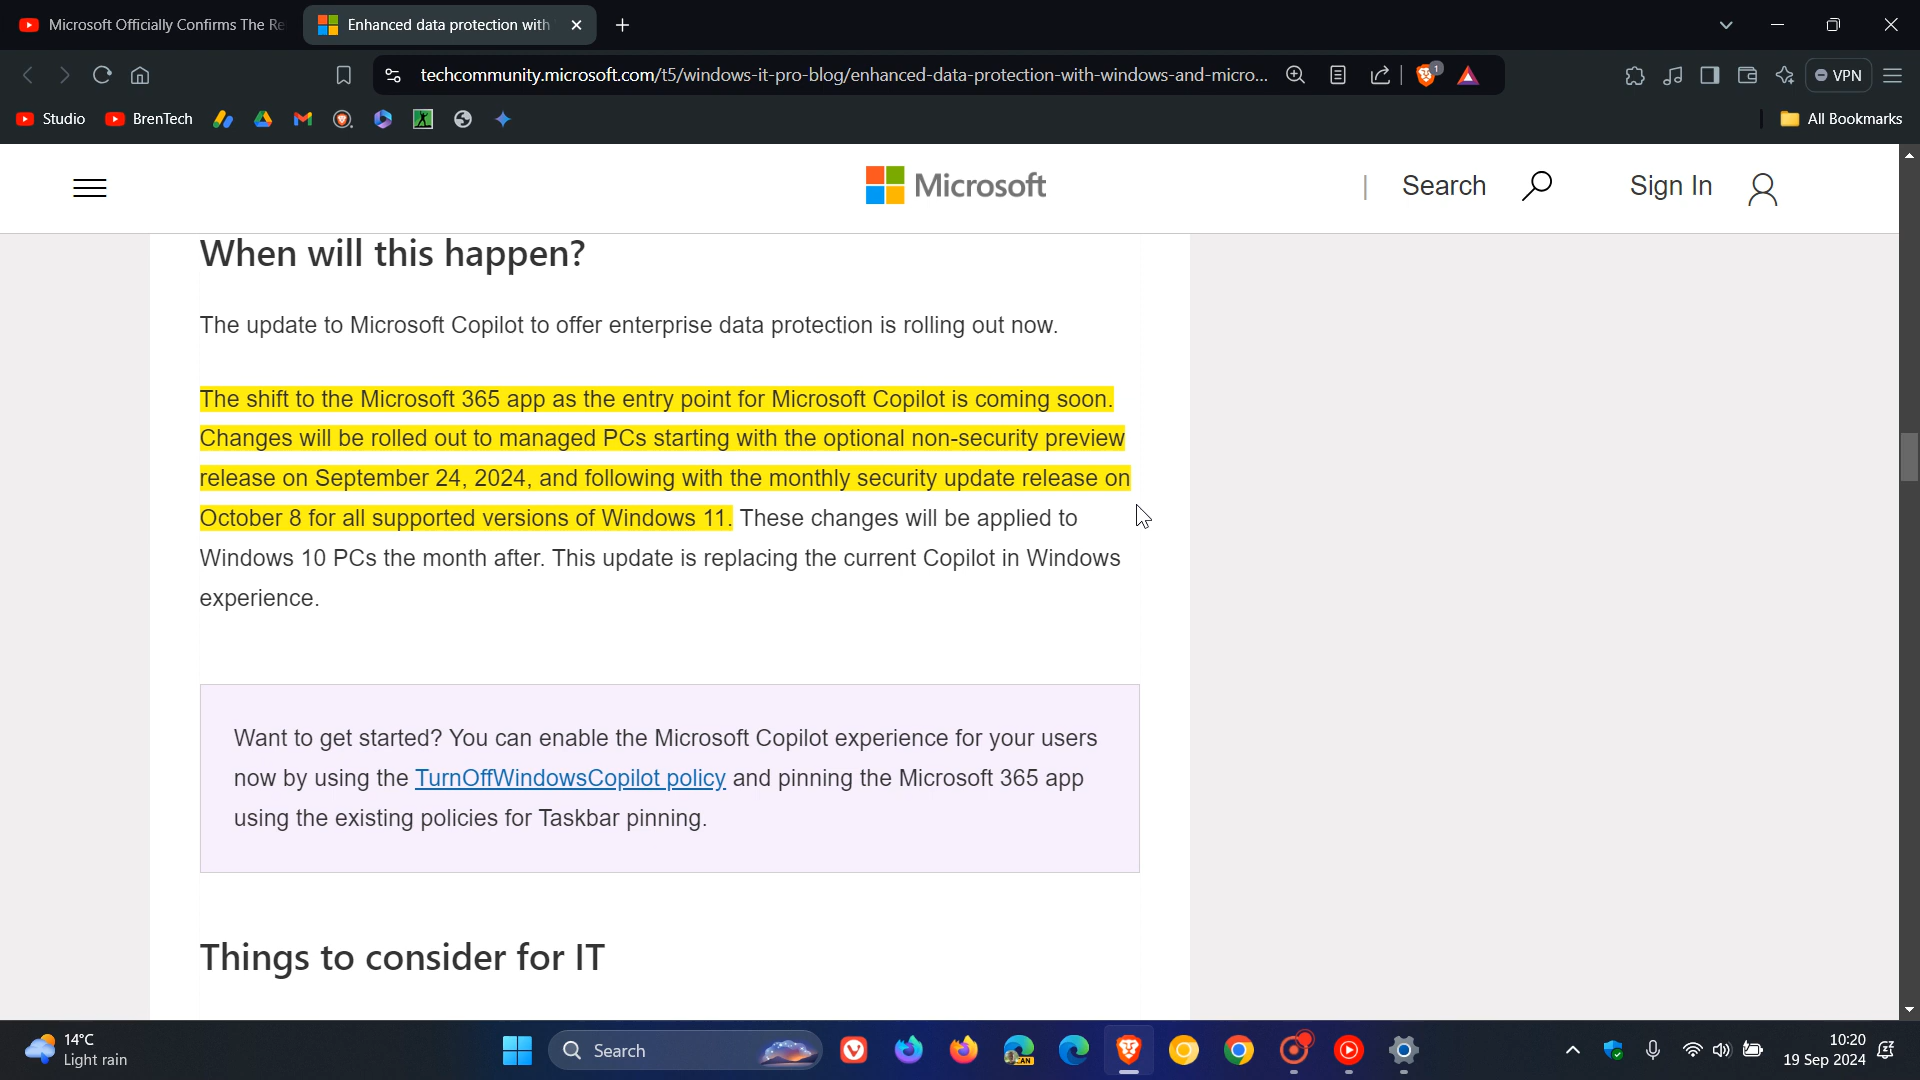 Microsoft Officially Confirms The Re
Enhanced data protection with
techcommunity.microsoft.com/t5/windows-it-pro-blog/enhanced-data-protection-with-windows-and-micro...
1
VPN
Studio
BrenTech
All Bookmarks
Microsoft
| Search
Sign In
When will this happen?
The update to Microsoft Copilot to offer enterprise data protection is rolling out now.
The shift to the Microsoft 365 app as the entry point for Microsoft Copilot is coming soon.
Changes will be rolled out to managed PCs starting with the optional non-security preview
release on September 24, 2024, and following with the monthly security update release on
October 8 for all supported versions of Windows 11. These changes will be applied to
Windows 10 PCs the month after. This update is replacing the current Copilot in Windows
experience.
Want to get started? You can enable the Microsoft Copilot experience for your users
now by using the TurnOffWindowsCopilot policy and pinning the Microsoft 365 app
using the existing policies for Taskbar pinning.
Things to consider for IT
14°C
Light rain
Search
CAN
10:20
19 Sep 2024